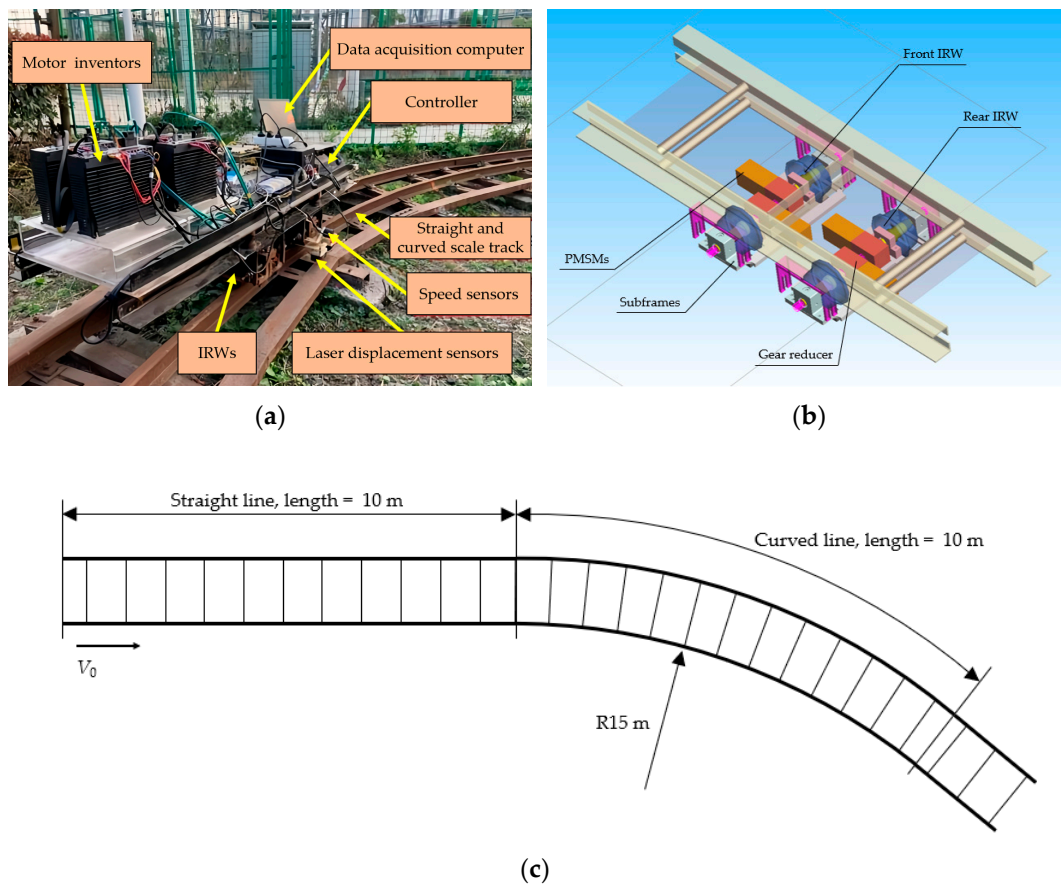 Motor inventors
Data acquisition computer
Controller
Straight and
curved scale track
Speed sensors
IRWs
Laser displacement sensors
(a)
Front IRW
Rear IRW
PMSMs
Subframes
Gear reducer
(b)
Straight line, length = 10 m
Curved line, length = 10 m
V0
R15 m
(c)